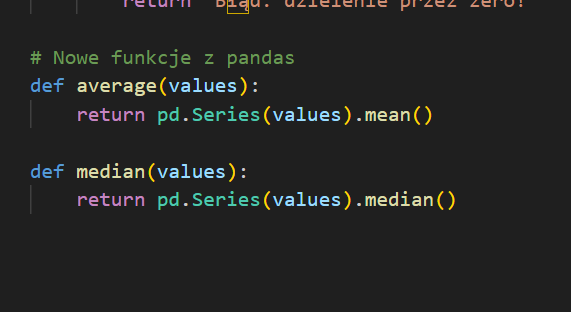 return "Błąd: dzielenie przez zero!"
# Nowe funkcje z pandas
def average(values):
return pd.Series(values).mean()
def median(values):
return pd.Series(values).median()